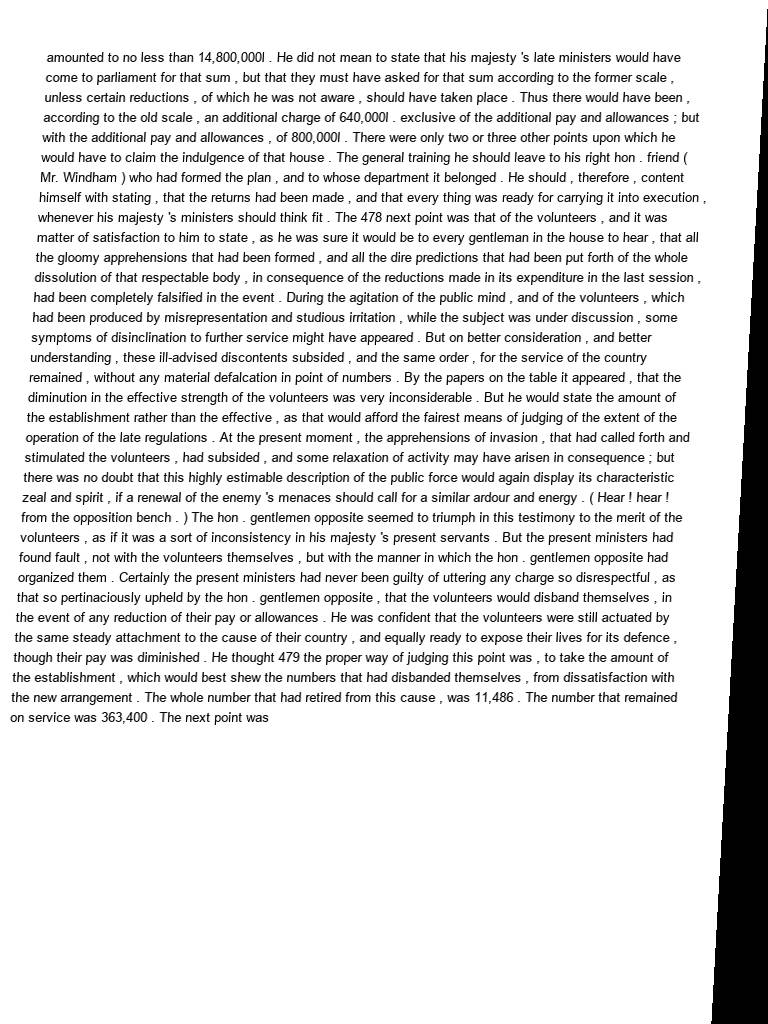 amounted to no less than 14,800,000l . He did not mean to state that his majesty 's late ministers would have
come to parliament for that sum , but that they must have asked for that sum according to the former scale ,
unless certain reductions , of which he was not aware , should have taken place . Thus there would have been ,
according to the old scale , an additional charge of 640,000l . exclusive of the additional pay and allowances ; but
with the additional pay and allowances , of 800,000l . There were only two or three other points upon which he
would have to claim the indulgence of that house . The general training he should leave to his right hon . friend (
Mr. Windham ) who had formed the plan , and to whose department it belonged . He should , therefore , content
himself with stating , that the returns had been made , and that every thing was ready for carrying it into execution ,
whenever his majesty 's ministers should think fit . The 478 next point was that of the volunteers , and it was
matter of satisfaction to him to state , as he was sure it would be to every gentleman in the house to hear , that all
the gloomy apprehensions that had been formed , and all the dire predictions that had been put forth of the whole
dissolution of that respectable body , in consequence of the reductions made in its expenditure in the last session ,
had been completely falsified in the event . During the agitation of the public mind , and of the volunteers , which
had been produced by misrepresentation and studious irritation , while the subject was under discussion , some
symptoms of disinclination to further service might have appeared . But on better consideration , and better
understanding , these ill-advised discontents subsided , and the same order , for the service of the country
remained , without any material defalcation in point of numbers . By the papers on the table it appeared , that the
diminution in the effective strength of the volunteers was very inconsiderable . But he would state the amount of
the establishment rather than the effective , as that would afford the fairest means of judging of the extent of the
operation of the late regulations . At the present moment , the apprehensions of invasion , that had called forth and
stimulated the volunteers , had subsided , and some relaxation of activity may have arisen in consequence ; but
there was no doubt that this highly estimable description of the public force would again display its characteristic
zeal and spirit , if a renewal of the enemy 's menaces should call for a similar ardour and energy . ( Hear ! hear !
from the opposition bench . ) The hon . gentlemen opposite seemed to triumph in this testimony to the merit of the
volunteers , as if it was a sort of inconsistency in his majesty 's present servants . But the present ministers had
found fault , not with the volunteers themselves , but with the manner in which the hon . gentlemen opposite had
organized them . Certainly the present ministers had never been guilty of uttering any charge so disrespectful , as
that so pertinaciously upheld by the hon . gentlemen opposite , that the volunteers would disband themselves , in
the event of any reduction of their pay or allowances . He was confident that the volunteers were still actuated by
the same steady attachment to the cause of their country , and equally ready to expose their lives for its defence ,
though their pay was diminished . He thought 479 the proper way of judging this point was , to take the amount of
the establishment , which would best shew the numbers that had disbanded themselves , from dissatisfaction with
the new arrangement . The whole number that had retired from this cause , was 11,486 . The number that remained
on service was 363,400 . The next point was